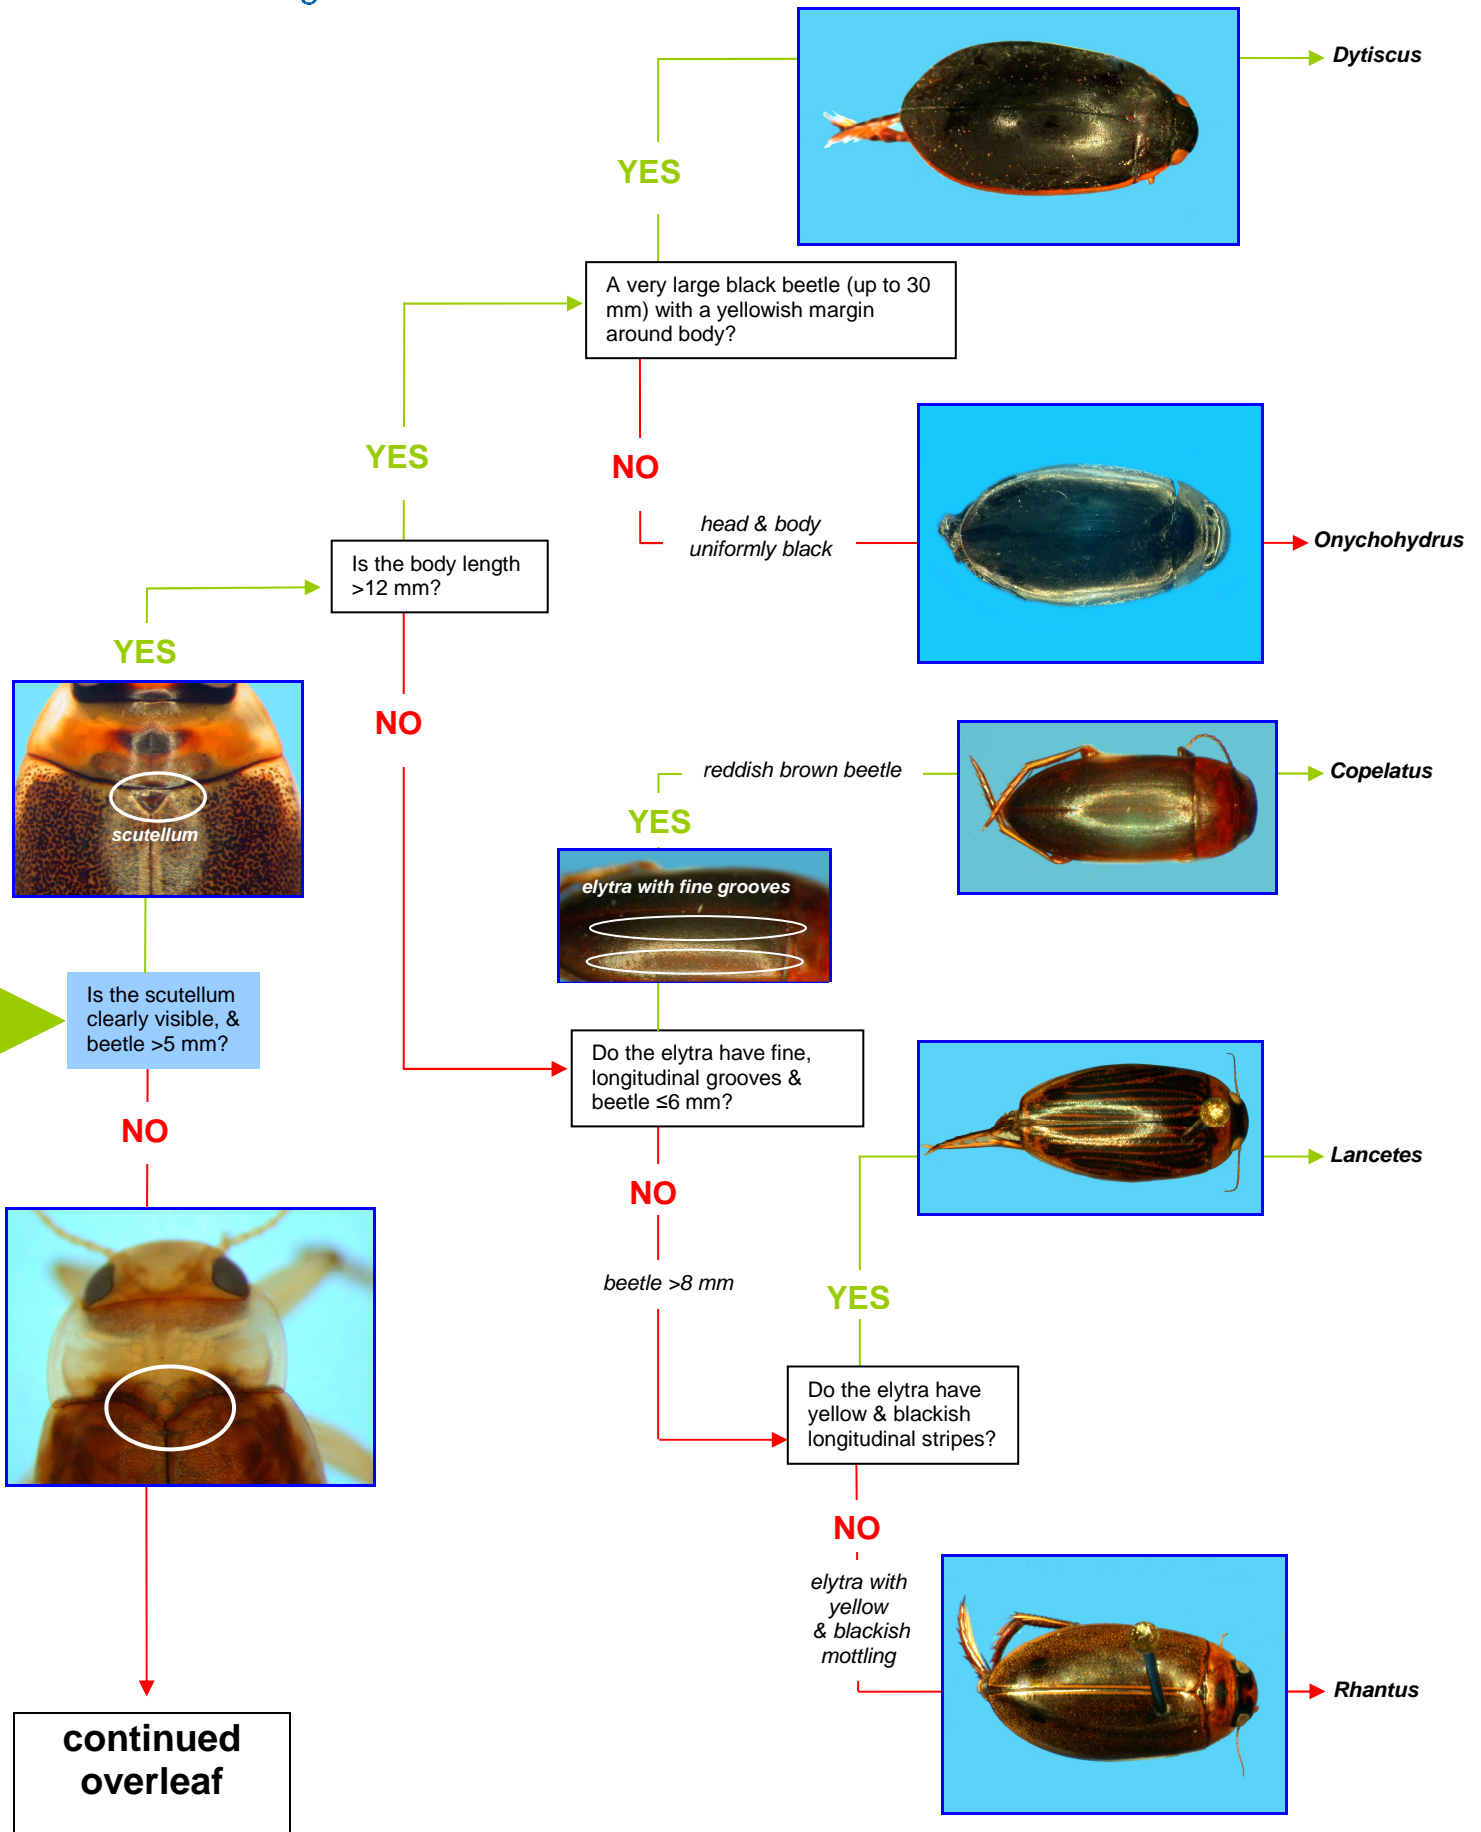 Dytiscus
YES
A very large black beetle (up to 30
mm) with a yellowish margin
around body?
YES
NO
head & body
uniformly black
Onychohydrus
Is the body length
>12 mm?
YES
NO
scutellum
reddish brown beetle
Copelatus
YES
elytra with fine grooves
Is the scutellum
clearly visible, &
beetle >5 mm?
Do the elytra have fine,
longitudinal grooves &
beetle ≤6 mm?
NO
Lancetes
NO
beetle >8 mm
YES
Do the elytra have
yellow & blackish
longitudinal stripes?
NO
elytra with
yellow
& blackish
mottling
Rhantus
continued
overleaf